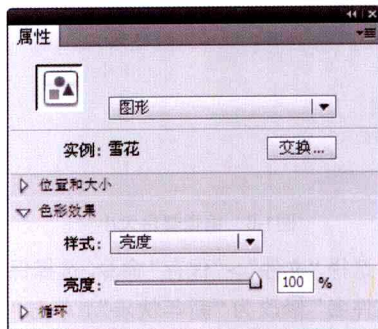 属性
图形
实例: 雪花 交换...
位置和大小
色彩效果
样式: 亮度
亮度: 100 %
循环